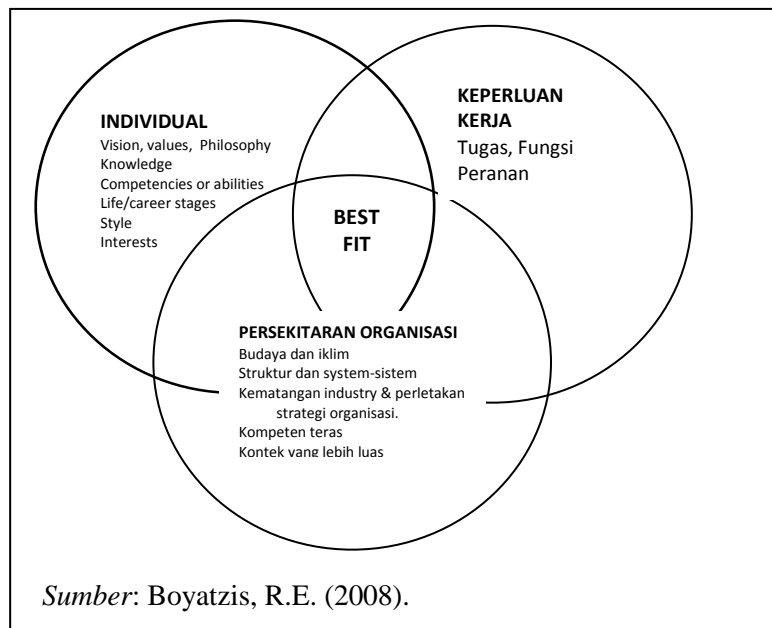 INDIVIDUAL
Vision, values, Philosophy
Knowledge
Competencies or abilities
Life/career stages
Style
Interests
KEPERLUAN
KERJA
Tugas, Fungsi
Peranan
BEST
FIT
PERSEKITARAN ORGANISASI
Budaya dan iklim
Struktur dan system-sistem
Kematangan industry & perletakan
strategi organisasi.
Kompeten teras
Kontek yang lebih luas
Sumber: Boyatzis, R.E. (2008).